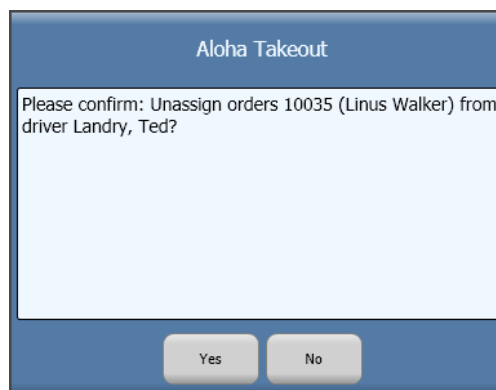 Aloha Takeout
Please confirm: Unassign orders 10035 (Linus Walker) from
driver Landry, Ted?
Yes No